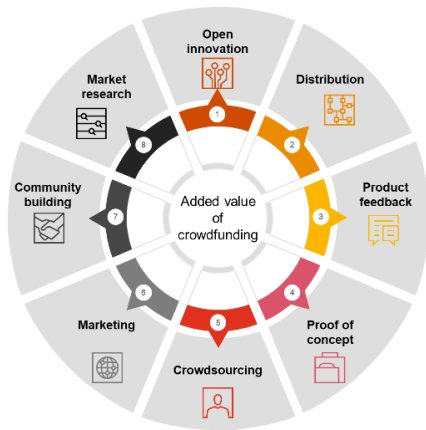 Open
innovation
1
Distribution
2
Product
feedback
3
Proof of
concept
4
Crowdsourcing
5
Marketing
6
Community
building
7
Market
research
8
Added value
of
crowdfunding